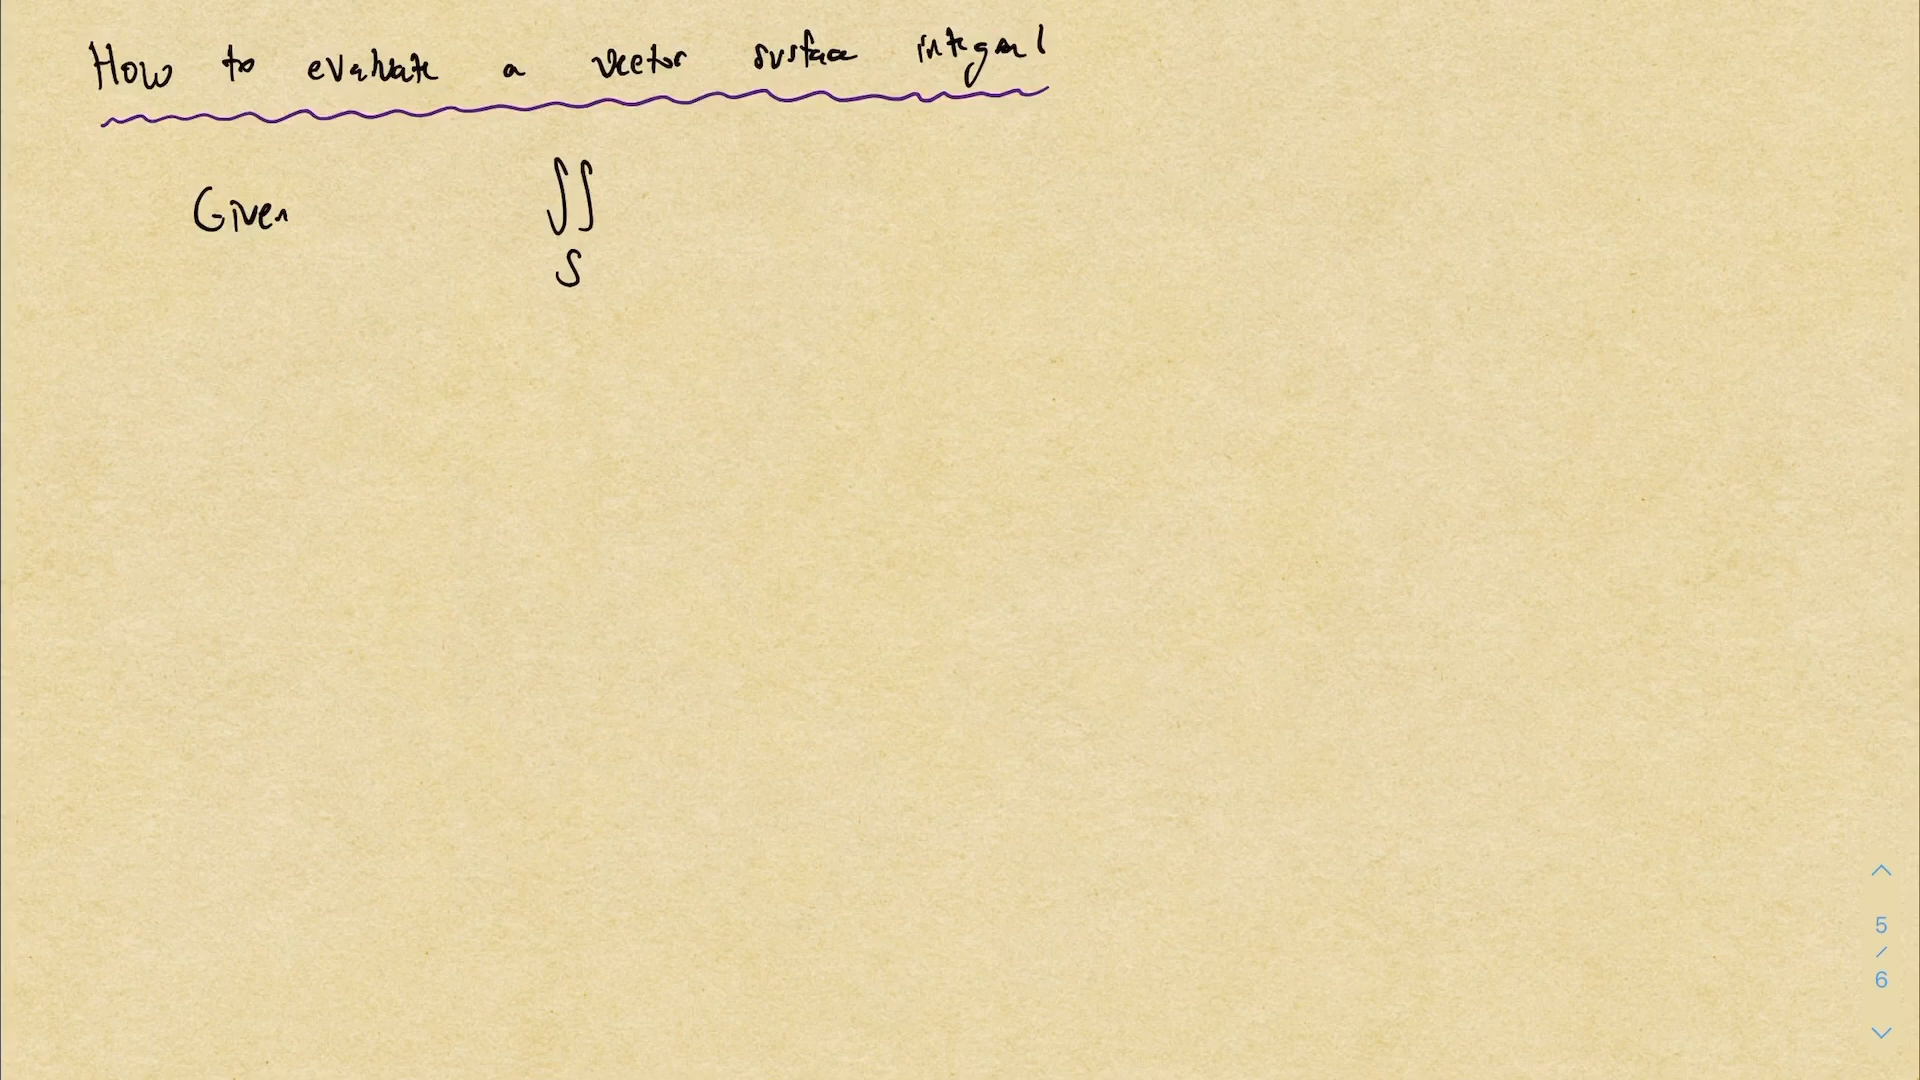 How to evaluate a vector surface integral
Given ∬
S
5
/
6